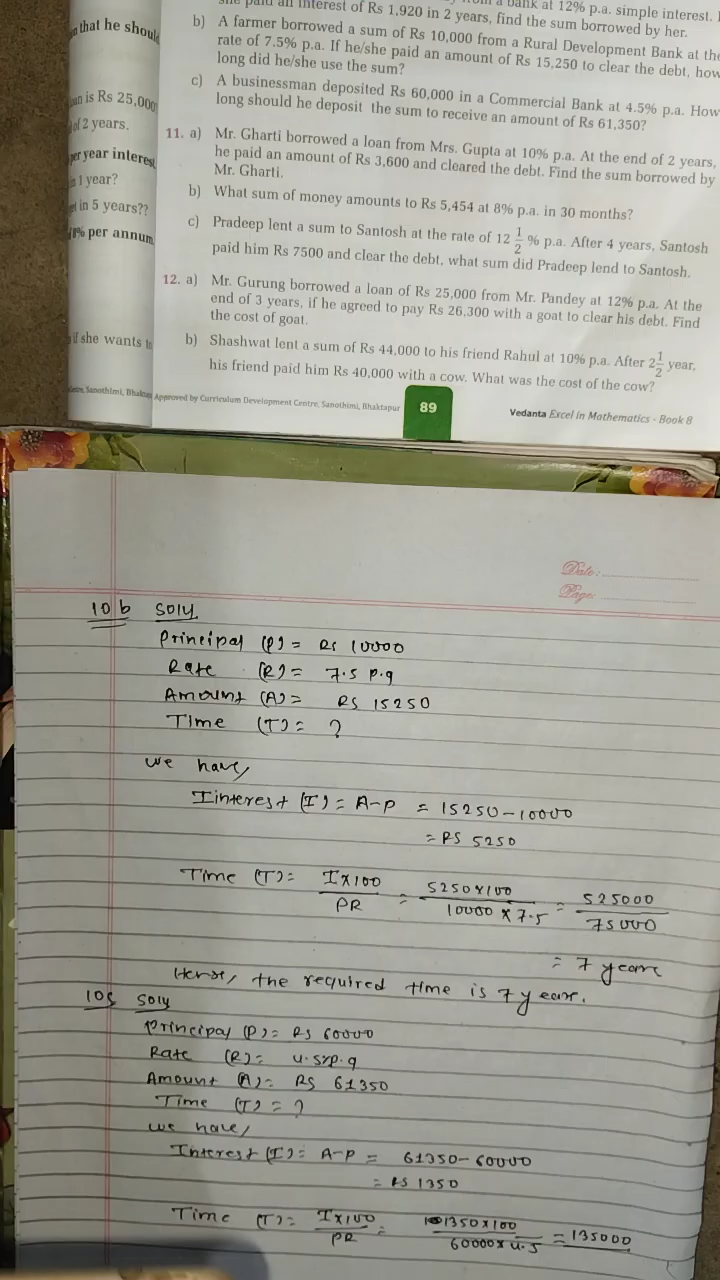 that he should
is Rs 25,000
of 2 years.
per year interest
1 year?
in 5 years??
8% per annum
if she wants to
she paid an interest of Rs 1,920 in 2 years, find the sum borrowed by her.
a bank at 12% p.a. simple interest.
b) A farmer borrowed a sum of Rs 10,000 from a Rural Development Bank at the
rate of 7.5% p.a. If he/she paid an amount of Rs 15,250 to clear the debt, how
long did he/she use the sum?
c) A businessman deposited Rs 60,000 in a Commercial Bank at 4.5% p.a. How
long should he deposit the sum to receive an amount of Rs 61,350?
11. a) Mr. Gharti borrowed a loan from Mrs. Gupta at 10% p.a. At the end of 2 years,
he paid an amount of Rs 3,600 and cleared the debt. Find the sum borrowed by
Mr. Gharti.
b) What sum of money amounts to Rs 5,454 at 8% p.a. in 30 months?
c) Pradeep lent a sum to Santosh at the rate of 12 1/2 % p.a. After 4 years, Santosh
paid him Rs 7500 and clear the debt, what sum did Pradeep lend to Santosh.
12. a) Mr. Gurung borrowed a loan of Rs 25,000 from Mr. Pandey at 12% p.a. At the
end of 3 years, if he agreed to pay Rs 26,300 with a goat to clear his debt. Find
the cost of goat.
b) Shashwat lent a sum of Rs 44,000 to his friend Rahul at 10% p.a. After 2 1/2 year,
his friend paid him Rs 40,000 with a cow. What was the cost of the cow?
Sanothimi, Bhaktapur
Approved by Curriculum Development Centre, Sanothimi, Bhaktapur
89
Vedanta Excel in Mathematics - Book 8
Date:
Page:
10 b Soly
Principal (P) = Rs 10000
Rate (R) = 7.5 p.a
Amount (A) = Rs 15250
Time (T) = ?
we have,
Iinterest (I) = A-P = 15250-10000
= RS 5250
Time (T) = I×100/PR = 5250×100/10000×7.5 = 525000/75000
= 7 years
Hense, the required time is 7 years.
10c Soly
Principal (P) = Rs 60000
Rate (R) = 4.5% p.a
Amount (A) = RS 61350
Time (T) = ?
we have,
Interest (I) = A-P = 61350-60000
= RS 1350
Time (T) = I×100/PR = 1350×100/60000×4.5 = 135000